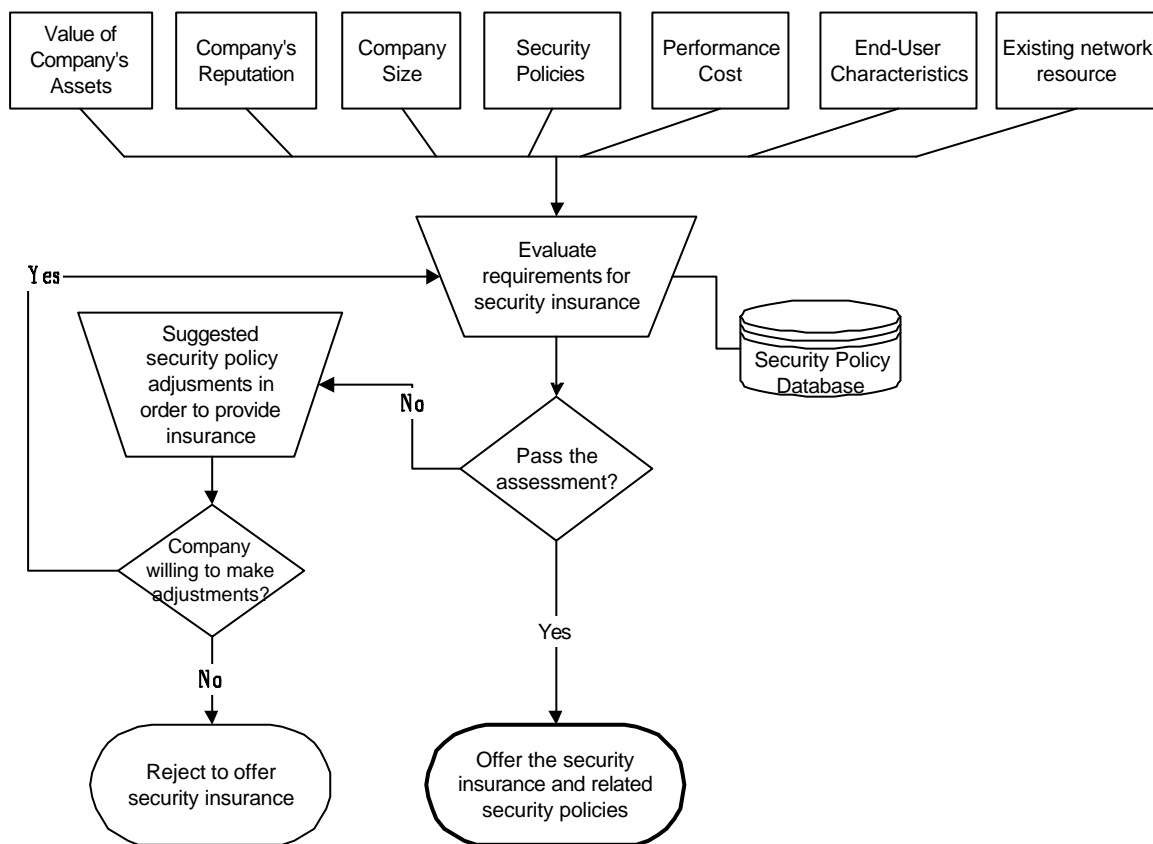 Value of
Company's
Assets
Company's
Reputation
Company
Size
Security
Policies
Performance
Cost
End-User
Characteristics
Existing network
resource
Evaluate
requirements for
security insurance
Yes
Suggested
security policy
adjusments in
order to provide
insurance
Security Policy
Database
No
Pass the
assessment?
Company
willing to make
adjustments?
Yes
No
Reject to offer
security insurance
Offer the security
insurance and related
security policies